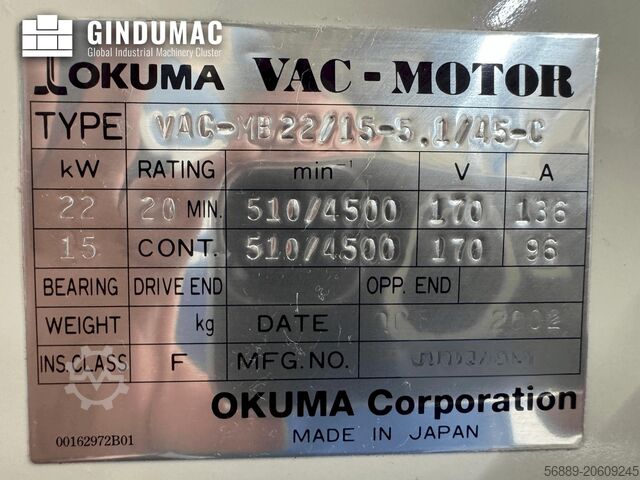 GINDUMAC
Global Industrial Machinery Cluster
OKUMA VAC-MOTOR
TYPE VAC-MB22/15-5.1/45-C
kW RATING min⁻¹ V A
22 20 MIN. 510/4500 170 136
15 CONT. 510/4500 170 96
BEARING DRIVE END OPP. END
WEIGHT kg DATE 2002
INS. CLASS F MFG. NO.
OKUMA Corporation
00162972B01 MADE IN JAPAN
56889-20609245